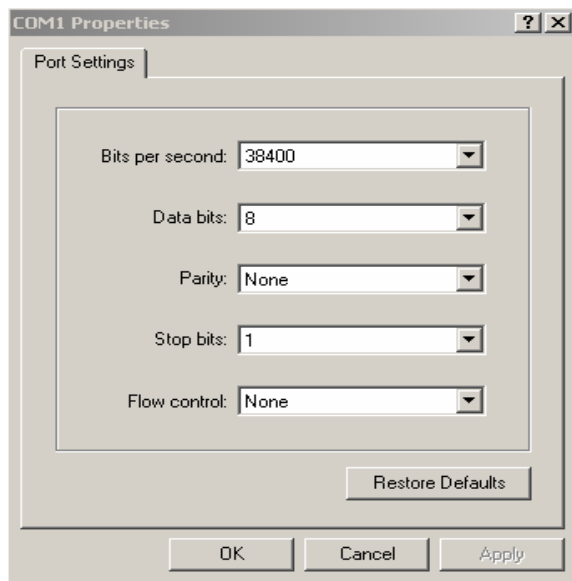 COM1 Properties
Port Settings
Bits per second: 38400
Data bits: 8
Parity: None
Stop bits: 1
Flow control: None
Restore Defaults
OK Cancel Apply